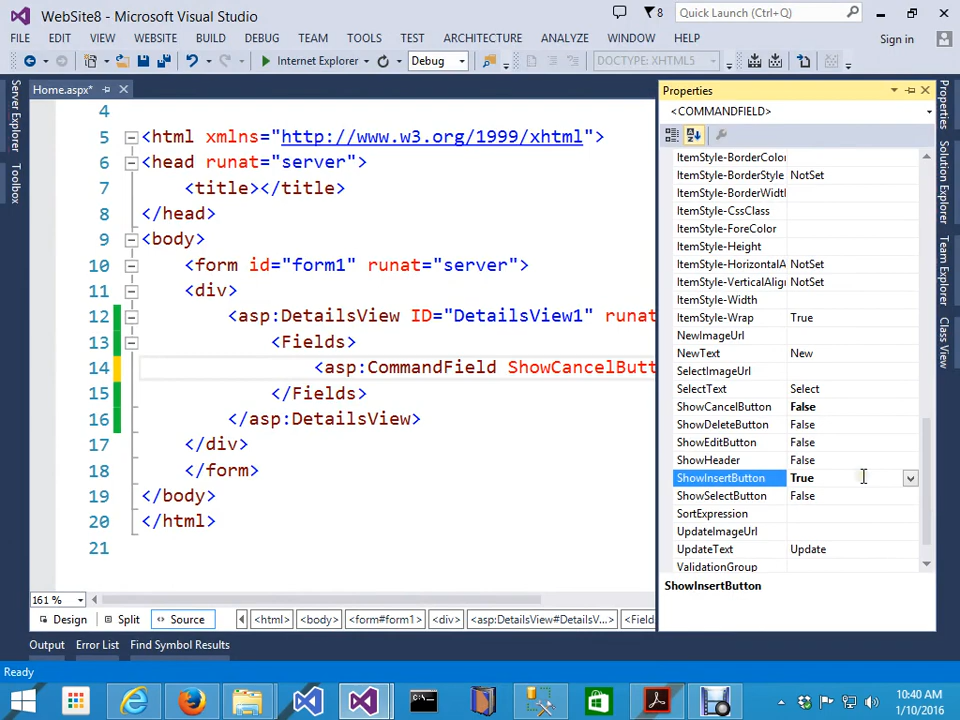 WebSite8 - Microsoft Visual Studio
8
Quick Launch (Ctrl+Q)
FILE EDIT VIEW WEBSITE BUILD DEBUG TEAM TOOLS TEST ARCHITECTURE ANALYZE WINDOW HELP
Sign in
Internet Explorer
Debug
DOCTYPE: XHTML5
Server Explorer
Toolbox
Home.aspx*
4
5 <html xmlns="http://www.w3.org/1999/xhtml">
6 <head runat="server">
7 <title></title>
8 </head>
9 <body>
10 <form id="form1" runat="server">
11 <div>
12 <asp:DetailsView ID="DetailsView1" runat
13 <Fields>
14 <asp:CommandField ShowCancelButt
15 </Fields>
16 </asp:DetailsView>
17 </div>
18 </form>
19 </body>
20 </html>
21
161 %
Design Split Source
<html> <body> <form#form1> <div> <asp:DetailsView#DetailsV...> <Field
Properties
<COMMANDFIELD>
ItemStyle-BorderColor
ItemStyle-BorderStyle NotSet
ItemStyle-BorderWidt
ItemStyle-CssClass
ItemStyle-ForeColor
ItemStyle-Height
ItemStyle-HorizontalA NotSet
ItemStyle-VerticalAlign NotSet
ItemStyle-Width
ItemStyle-Wrap True
NewImageUrl
NewText New
SelectImageUrl
SelectText Select
ShowCancelButton False
ShowDeleteButton False
ShowEditButton False
ShowHeader False
ShowInsertButton True
ShowSelectButton False
SortExpression
UpdateImageUrl
UpdateText Update
ValidationGroup
ShowInsertButton
Properties
Solution Explorer
Team Explorer
Class View
Output Error List Find Symbol Results
Ready
10:40 AM
1/10/2016